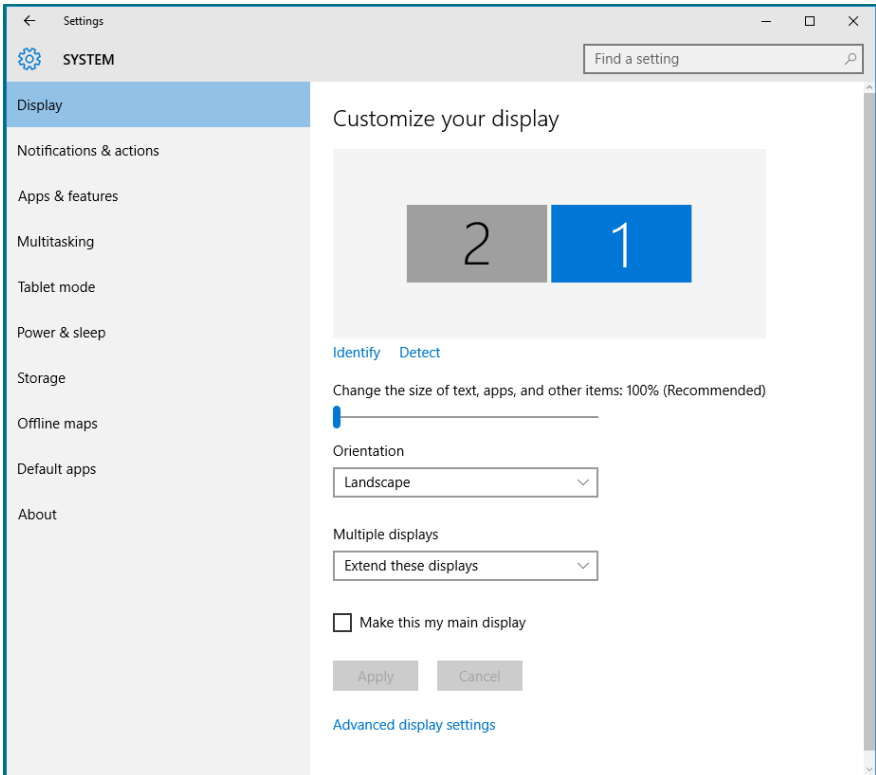 Settings
SYSTEM
Find a setting
Display
Notifications & actions
Apps & features
Multitasking
Tablet mode
Power & sleep
Storage
Offline maps
Default apps
About
Customize your display
2 1
Identify Detect
Change the size of text, apps, and other items: 100% (Recommended)
Orientation
Landscape
Multiple displays
Extend these displays
Make this my main display
Apply Cancel
Advanced display settings